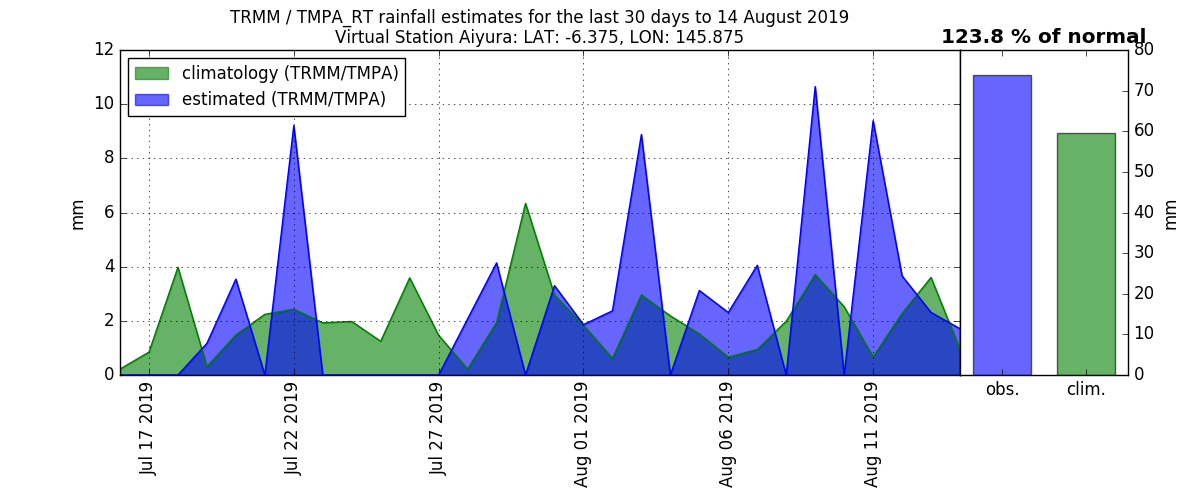 TRMM / TMPA_RT rainfall estimates for the last 30 days to 14 August 2019
Virtual Station Aiyura: LAT: -6.375, LON: 145.875
123.8 % of normal
climatology (TRMM/TMPA)
estimated (TRMM/TMPA)
12
10
8
6
4
2
0
mm
Jul 17 2019
Jul 22 2019
Jul 27 2019
Aug 01 2019
Aug 06 2019
Aug 11 2019
80
70
60
50
40
30
20
10
0
mm
obs.
clim.